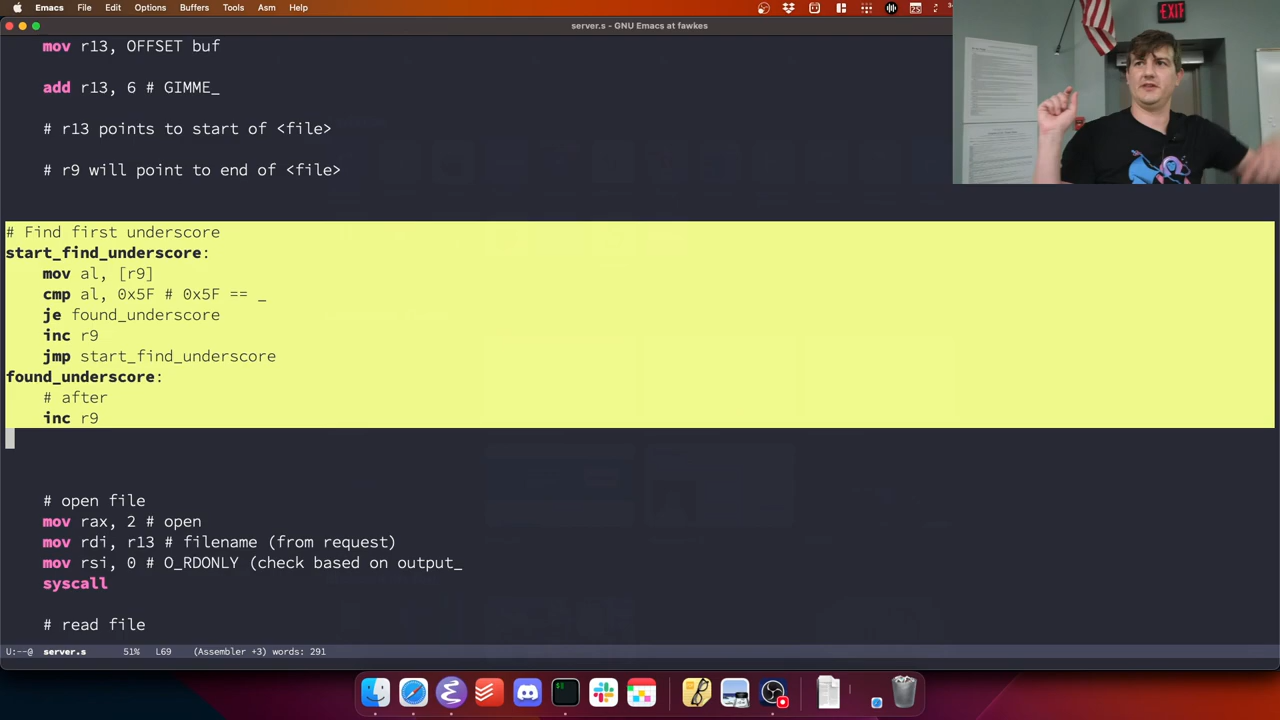 Emacs File Edit Options Buffers Tools Asm Help
server.s - GNU Emacs at fawkes
EXIT
mov r13, OFFSET buf
add r13, 6 # GIMME_
# r13 points to start of <file>
# r9 will point to end of <file>
# Find first underscore
start_find_underscore:
mov al, [r9]
cmp al, 0x5F # 0x5F == _
je found_underscore
inc r9
jmp start_find_underscore
found_underscore:
# after
inc r9
# open file
mov rax, 2 # open
mov rdi, r13 # filename (from request)
mov rsi, 0 # O_RDONLY (check based on output_
syscall
# read file
U:--@ server.s 51% L69 (Assembler +3) words: 291